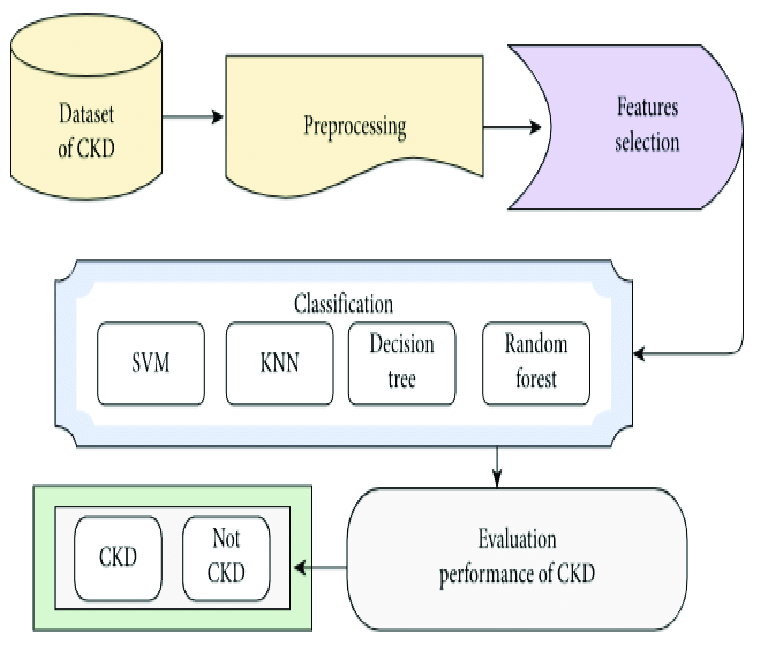 Dataset
of CKD
Preprocessing
Features
selection
Classification
SVM
KNN
Decision
tree
Random
forest
Evaluation
performance of CKD
CKD
Not
CKD